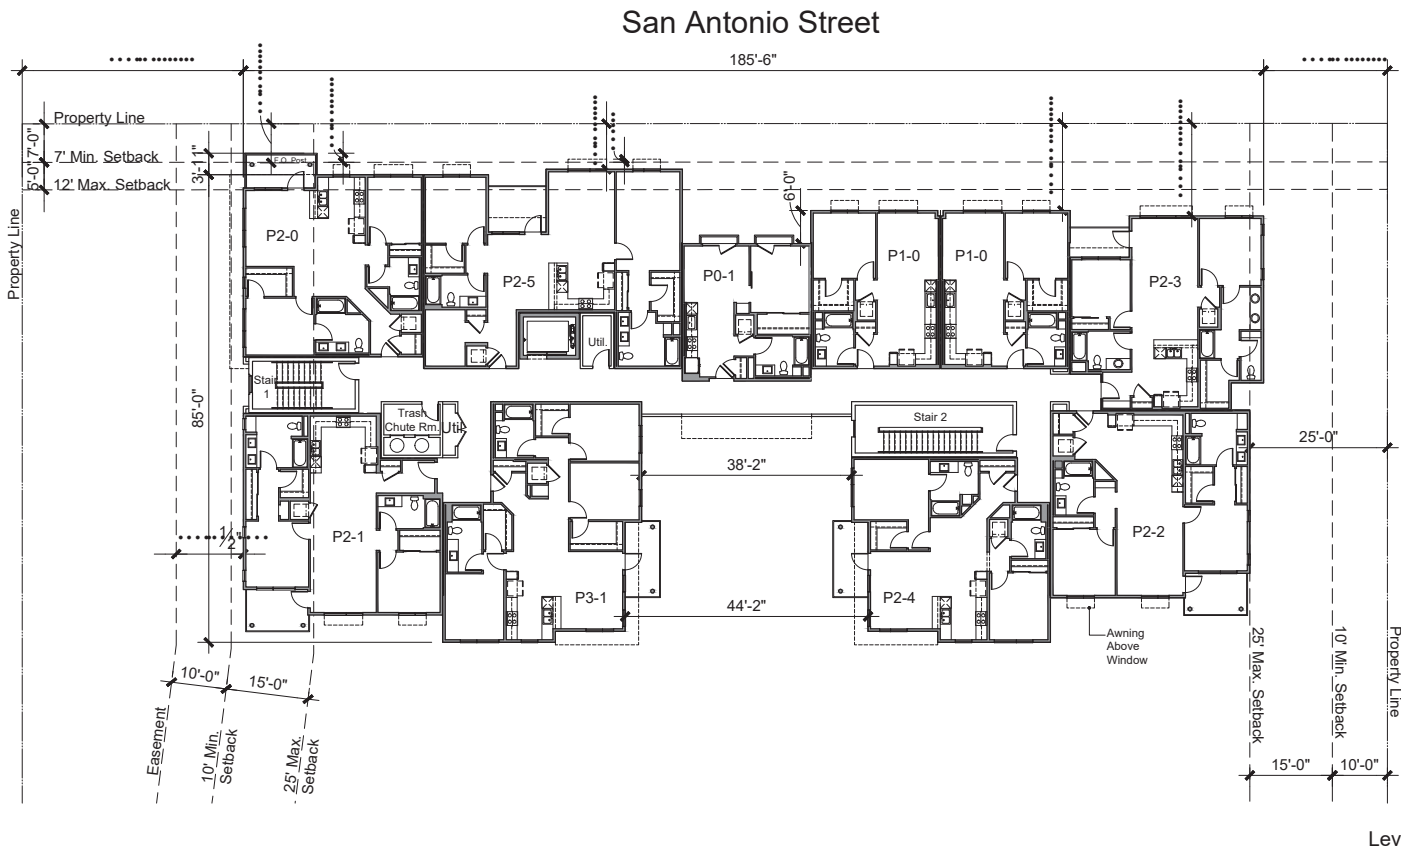 San Antonio Street
185'-6"
Property Line
7'-0"
7' Min. Setback
3'-11"
F.O. Post
5'-0"
12' Max. Setback
6'-0"
Property Line
P2-0
P2-5
P0-1
P1-0
P1-0
P2-3
Util.
Stair
1
85'-0"
Trash
Chute Rm.
Util
Stair 2
25'-0"
38'-2"
1/2"
P2-1
P2-2
P3-1
P2-4
44'-2"
Awning
Above
Window
10'-0"
15'-0"
Easement
10' Min.
Setback
25' Max.
Setback
25' Max. Setback
10' Min. Setback
Property Line
15'-0"
10'-0"
Lev